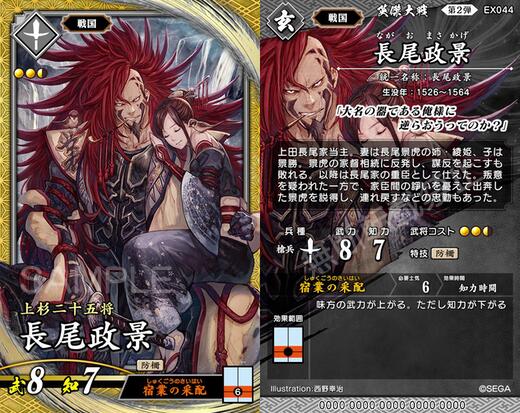 戦国
SAMPLE
上杉二十五将
長尾政景
防柵
武8 知7
しゅくごうのさいはい
宿業の采配
6
玄
戦国
英傑大戦
第2弾
EX044
ながお まさかげ
長尾政景
統一名称：長尾政景
生没年：1526～1564
「大名の器である俺様に
逆らおうってのか？」
上田長尾家当主。妻は長尾景虎の姉・綾姫、子は
景勝。景虎の家督相続に反発し、謀反を起こすも
敗れる。以降は長尾家の重臣として仕えた。叛意
を疑われた一方で、家臣間の諍いを憂えて出奔し
た景虎を説得し、連れ戻すなどの忠勤もあった。
兵種 武力 知力 武将コスト
槍兵 8 7 特技 防柵
しゅくごうのさいはい
宿業の采配
必要士気 6
効果時間 知力時間
味方の武力が上がる。ただし知力が下がる
効果範囲
Illustration：西野幸治
©SEGA
0000-0000-0000-0000-0000